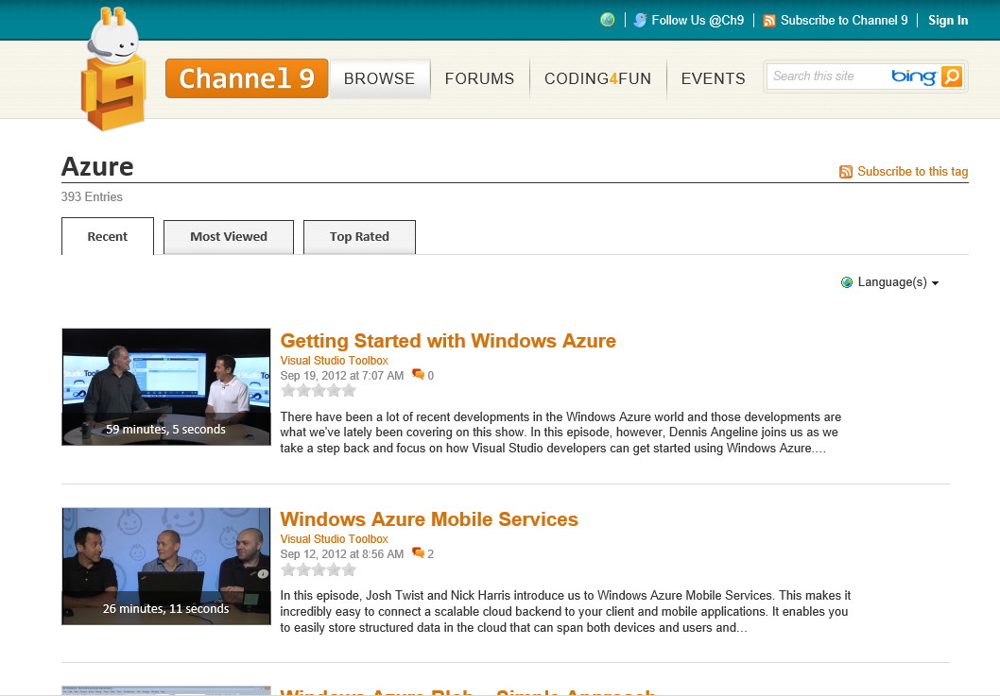 Follow Us @Ch9
Subscribe to Channel 9
Sign In
19
Channel 9
BROWSE
FORUMS
CODING4FUN
EVENTS
Search this site
bing
Azure
Subscribe to this tag
393 Entries
Recent
Most Viewed
Top Rated
Language(s)
59 minutes, 5 seconds
Getting Started with Windows Azure
Visual Studio Toolbox
Sep 19, 2012 at 7:07 AM 0
There have been a lot of recent developments in the Windows Azure world and those developments are
what we've lately been covering on this show. In this episode, however, Dennis Angeline joins us as we
take a step back and focus on how Visual Studio developers can get started using Windows Azure....
26 minutes, 11 seconds
Windows Azure Mobile Services
Visual Studio Toolbox
Sep 12, 2012 at 8:56 AM 2
In this episode, Josh Twist and Nick Harris introduce us to Windows Azure Mobile Services. This makes it
incredibly easy to connect a scalable cloud backend to your client and mobile applications. It enables you
to easily store structured data in the cloud that can span both devices and users and...
Windows Azure Blob - Simple Approach